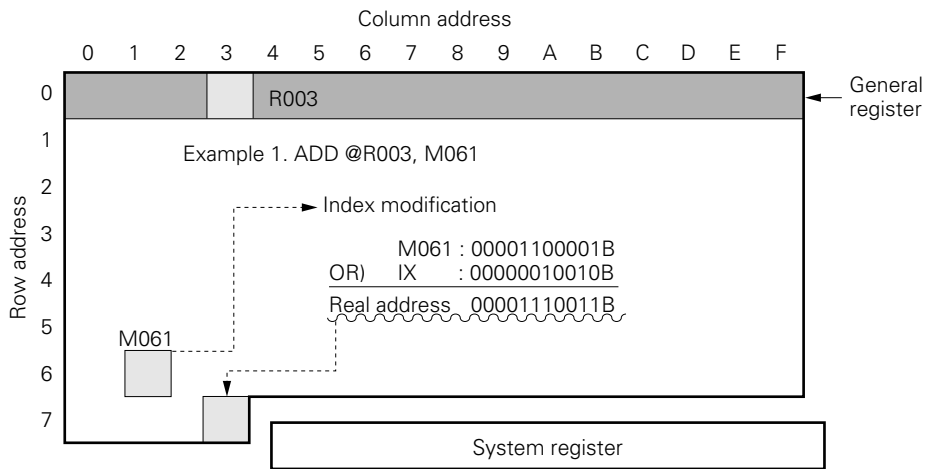 Column address
0 1 2 3 4 5 6 7 8 9 A B C D E F
0
R003
General
register
1
Example 1. ADD @R003, M061
2
Index modification
3
M061 : 00001100001B
4
OR) IX : 00000010010B
Real address 00001110011B
5
M061
6
7
System register
Row address